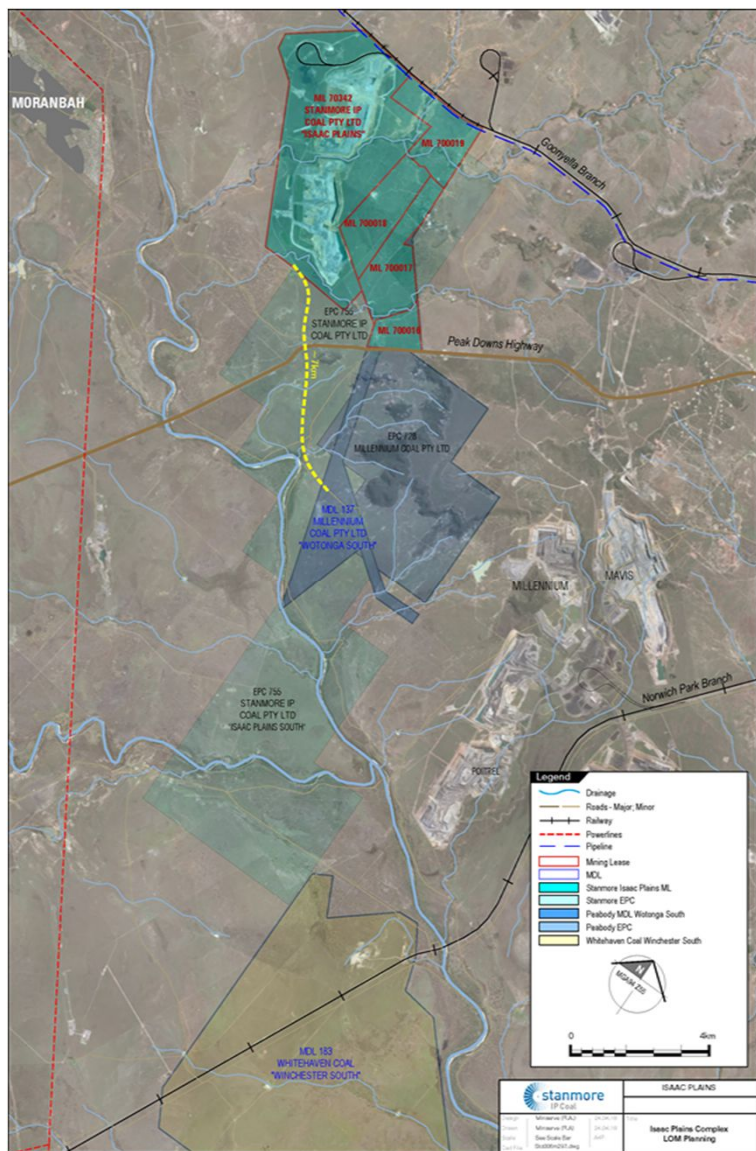 MORANBAH
ML 70342
STANMORE IP
COAL PTY LTD
"ISAAC PLAINS"
ML 700019
Goonyella Branch
ML 700018
ML 700017
EPC 755
STANMORE IP
COAL PTY LTD
ML 700016
Peak Downs Highway
~7km
EPC 728
MILLENNIUM COAL PTY LTD
MDL 137
MILLENNIUM
COAL PTY LTD
"WOTONGA SOUTH"
MILLENNIUM
MAVIS
EPC 755
STANMORE IP
COAL PTY LTD
"ISAAC PLAINS SOUTH"
Norwich Park Branch
POITREL
Legend
Drainage
Roads - Major; Minor
Railway
Powerlines
Pipeline
Mining Lease
MDL
Stanmore Isaac Plains ML
Stanmore EPC
Peabody MDL Wotonga South
Peabody EPC
Whitehaven Coal Winchester South
N
MGA94 Z55
0 4km
MDL 183
WHITEHAVEN COAL
"WINCHESTER SOUTH"
stanmore
IP Coal
ISAAC PLAINS
Isaac Plains Complex
LOM Planning
See Scale Bar